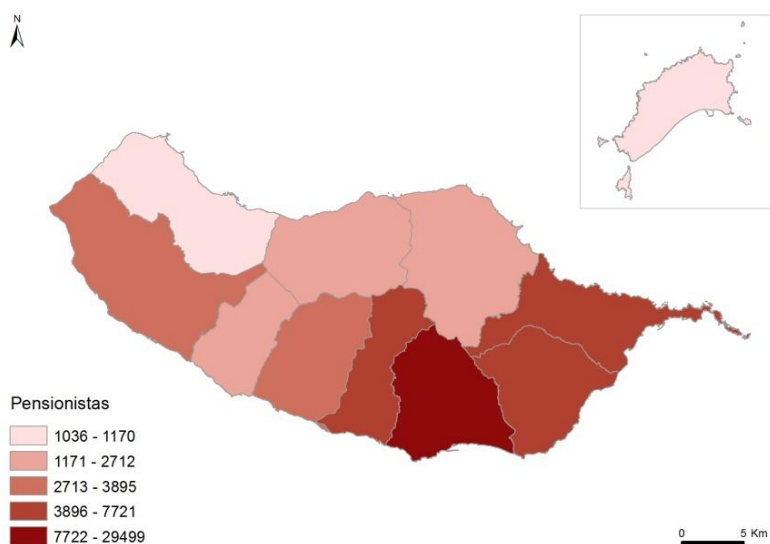 N
Pensionistas
1036 - 1170
1171 - 2712
2713 - 3895
3896 - 7721
7722 - 29499
0 5 Km